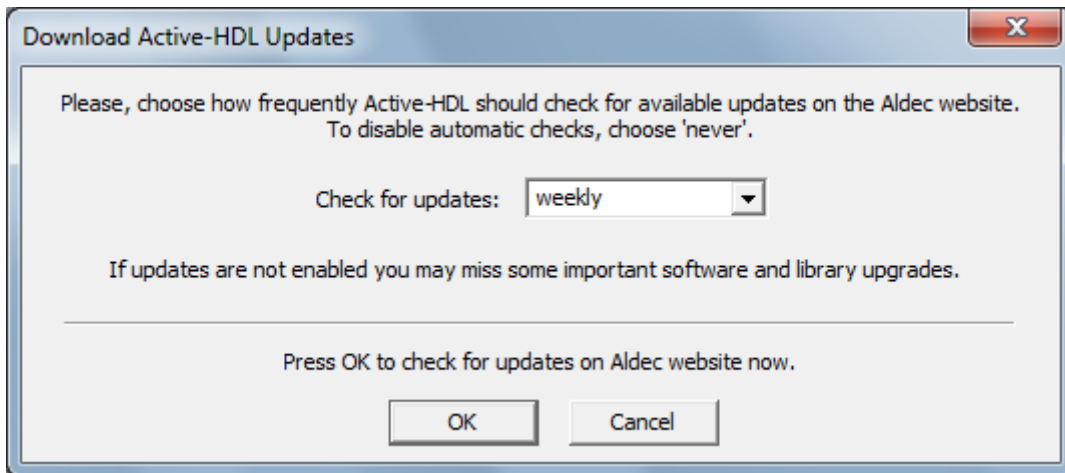 Download Active-HDL Updates
Please, choose how frequently Active-HDL should check for available updates on the Aldec website.
To disable automatic checks, choose 'never'.
Check for updates: weekly
If updates are not enabled you may miss some important software and library upgrades.
Press OK to check for updates on Aldec website now.
OK Cancel